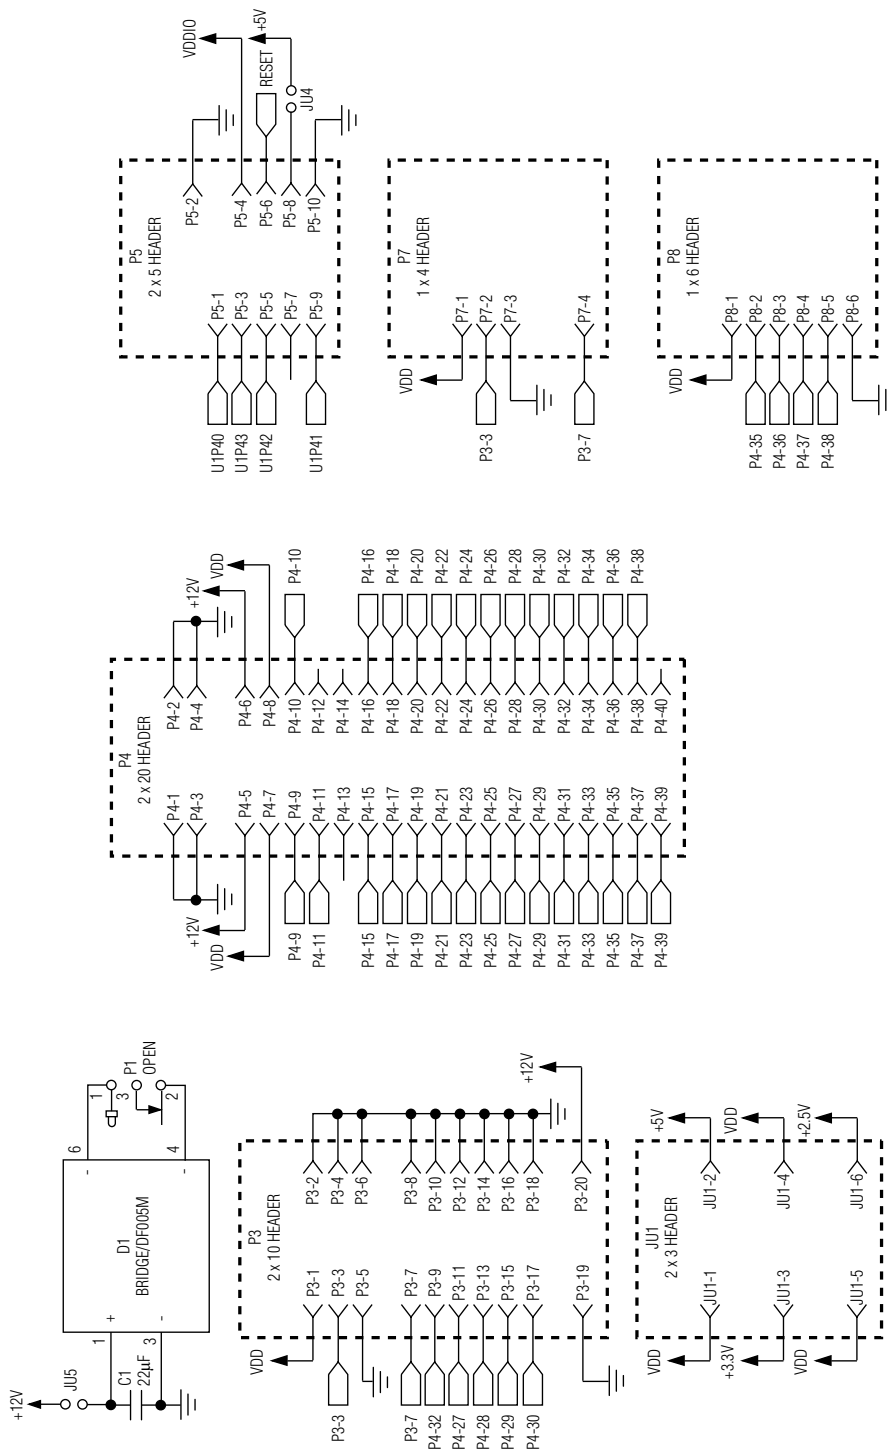 +12V
JU5
C1
22µF
1
3
+
-
D1
BRIDGE/DF005M
-
-
6
4
1
3
2
P1
OPEN
P3
2 x 10 HEADER
VDD
P3-1
P3-2
P3-3
P3-3
P3-4
P3-5
P3-6
P3-7
P3-7
P3-8
P4-32
P3-9
P3-10
P4-27
P3-11
P3-12
P4-28
P3-13
P3-14
P4-29
P3-15
P3-16
P4-30
P3-17
P3-18
P3-19
P3-20
+12V
JU1
2 x 3 HEADER
VDD
JU1-1
JU1-2
+5V
+3.3V
JU1-3
JU1-4
VDD
VDD
JU1-5
JU1-6
+2.5V
P4
2 x 20 HEADER
P4-1
P4-2
P4-3
P4-4
+12V
P4-5
P4-6
+12V
VDD
P4-7
P4-8
VDD
P4-9
P4-9
P4-10
P4-10
P4-11
P4-11
P4-12
P4-13
P4-14
P4-15
P4-15
P4-16
P4-16
P4-17
P4-17
P4-18
P4-18
P4-19
P4-19
P4-20
P4-20
P4-21
P4-21
P4-22
P4-22
P4-23
P4-23
P4-24
P4-24
P4-25
P4-25
P4-26
P4-26
P4-27
P4-27
P4-28
P4-28
P4-29
P4-29
P4-30
P4-30
P4-31
P4-31
P4-32
P4-32
P4-33
P4-33
P4-34
P4-34
P4-35
P4-35
P4-36
P4-36
P4-37
P4-37
P4-38
P4-38
P4-39
P4-39
P4-40
P5
2 x 5 HEADER
U1P40
P5-1
P5-2
U1P43
P5-3
P5-4
VDDIO
U1P42
P5-5
P5-6
RESET
P5-7
P5-8
JU4
+5V
U1P41
P5-9
P5-10
P7
1 x 4 HEADER
VDD
P7-1
P3-3
P7-2
P7-3
P3-7
P7-4
P8
1 x 6 HEADER
VDD
P8-1
P4-35
P8-2
P4-36
P8-3
P4-37
P8-4
P4-38
P8-5
P8-6